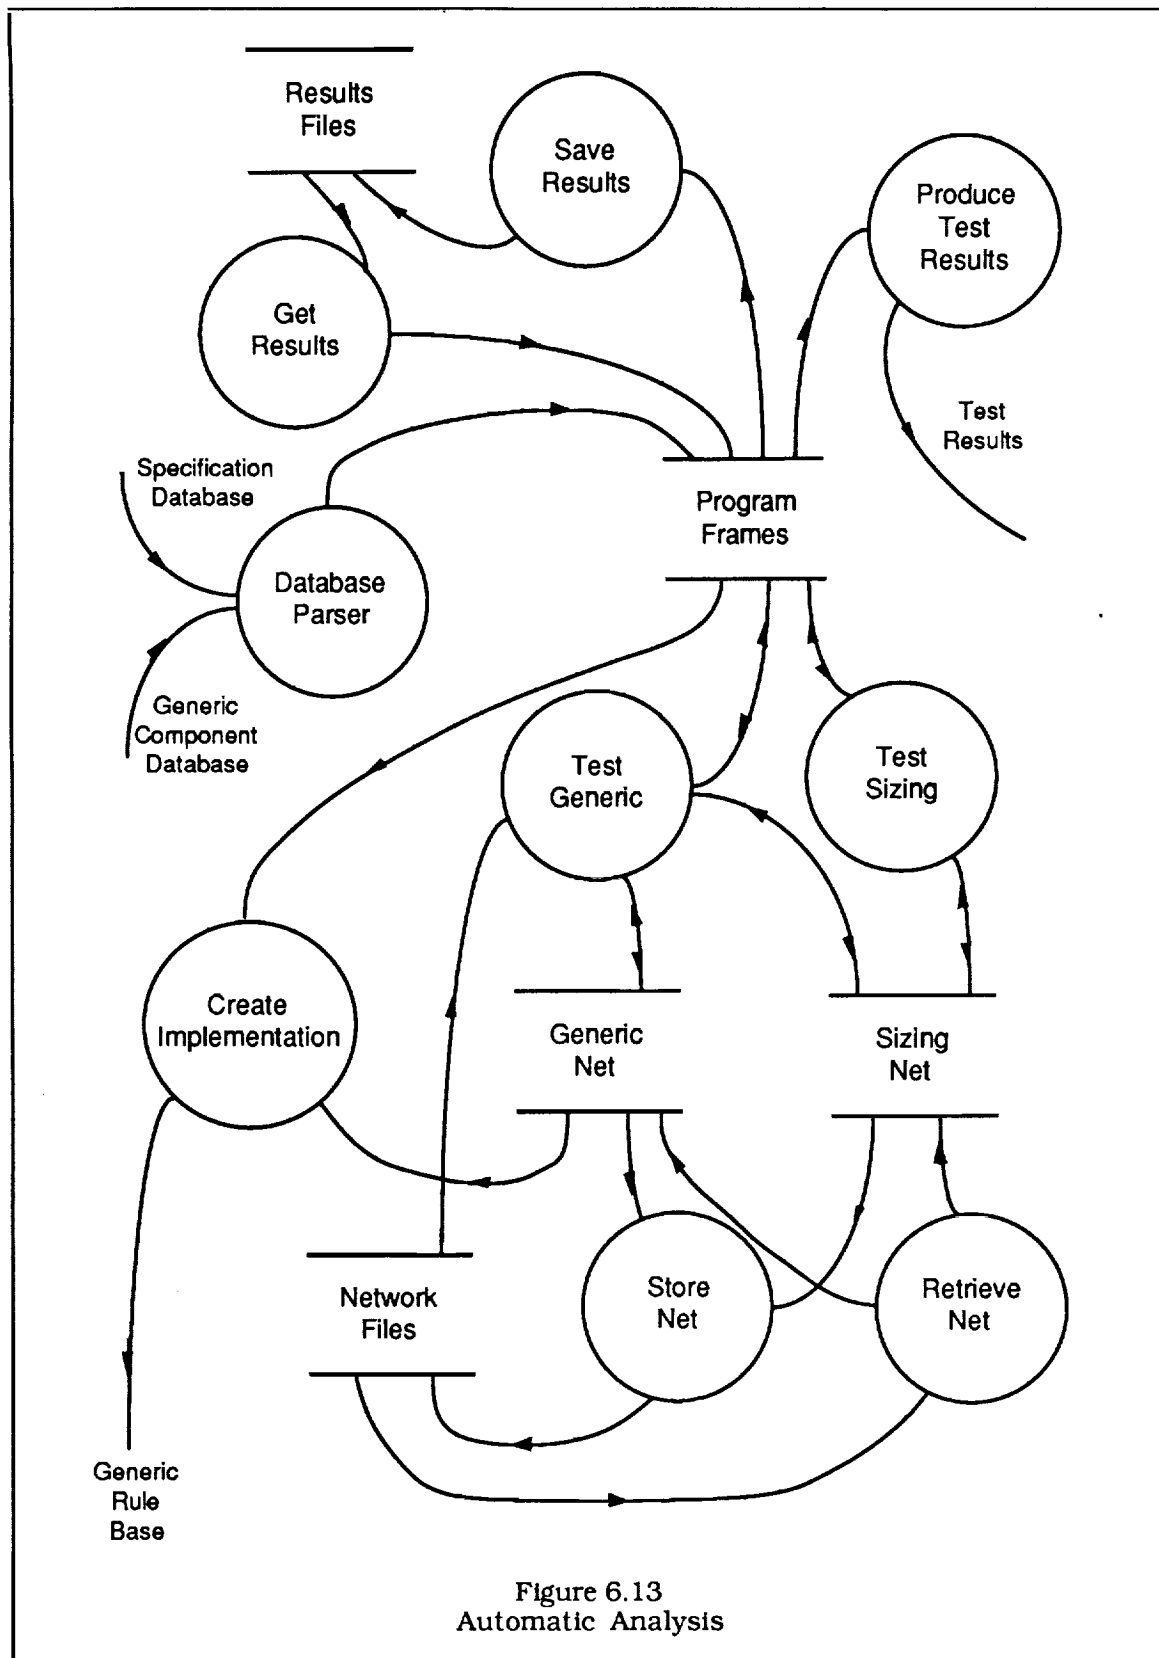 Results
Files
Save
Results
Produce
Test
Results
Get
Results
Test
Results
Specification
Database
Program
Frames
Database
Parser
Generic
Component
Database
Test
Generic
Test
Sizing
Create
Implementation
Generic
Net
Sizing
Net
Network
Files
Store
Net
Retrieve
Net
Generic
Rule
Base
Figure 6.13
Automatic Analysis